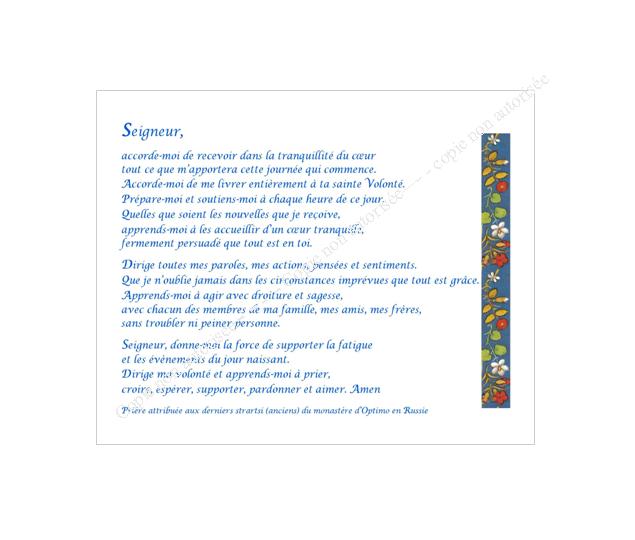 Seigneur,
accorde-moi de recevoir dans la tranquillité du cœur
tout ce que m'apportera cette journée qui commence.
Accorde-moi de me livrer entièrement à ta sainte Volonté.
Prépare-moi et soutiens-moi à chaque heure de ce jour.
Quelles que soient les nouvelles que je reçoive,
apprends-moi à les accueillir d'un cœur tranquille,
fermement persuadé que tout est en toi.
Dirige toutes mes paroles, mes actions, pensées et sentiments.
Que je n'oublie jamais dans les circonstances imprévues que tout est grâce.
Apprends-moi à agir avec droiture et sagesse,
avec chacun des membres de ma famille, mes amis, mes frères,
sans troubler ni peiner personne.
Seigneur, donne-moi la force de supporter la fatigue
et les événements du jour naissant.
Dirige ma volonté et apprends-moi à prier,
croire, espérer, supporter, pardonner et aimer. Amen
Prière attribuée aux derniers strartsi (anciens) du monastère d'Optimo en Russie
Copie non autorisée - - - copie non autorisée - - - copie non autorisée